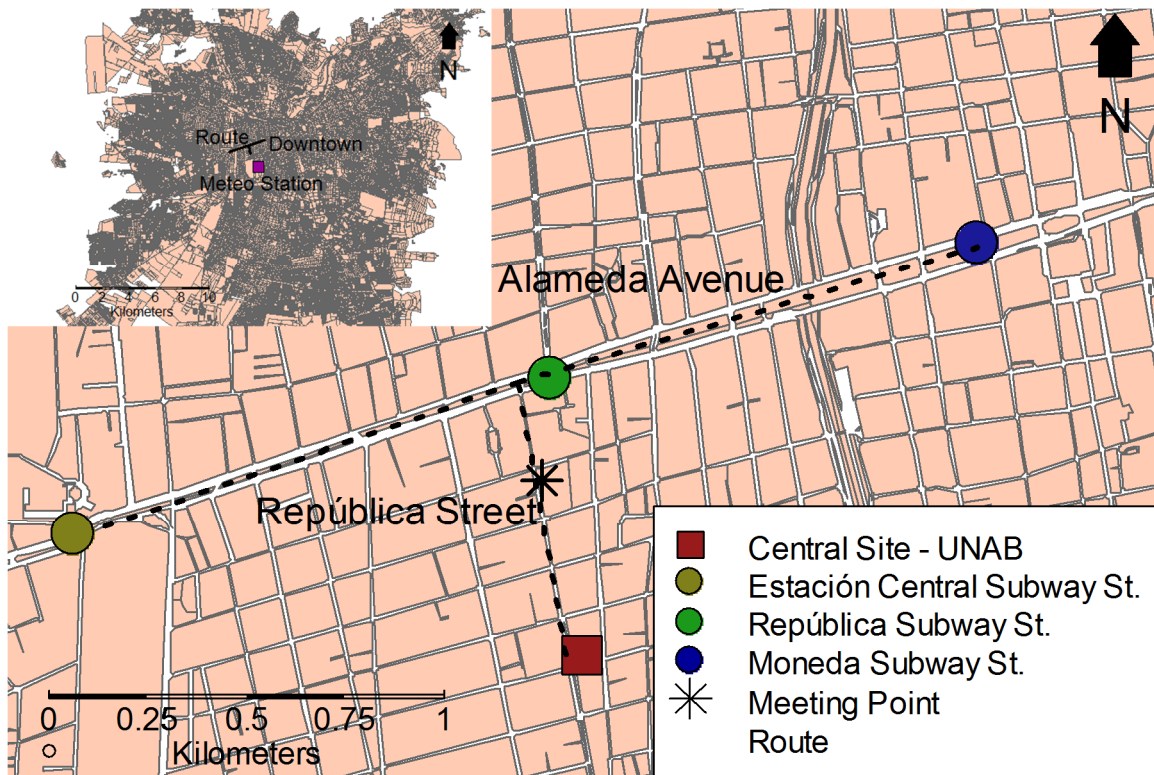 N
Route
Downtown
Meteo Station
0 2 4 6 8 10
Kilometers
N
Alameda Avenue
República Street
Central Site - UNAB
Estación Central Subway St.
Répública Subway St.
Moneda Subway St.
Meeting Point
Route
0 0.25 0.5 0.75 1
Kilometers